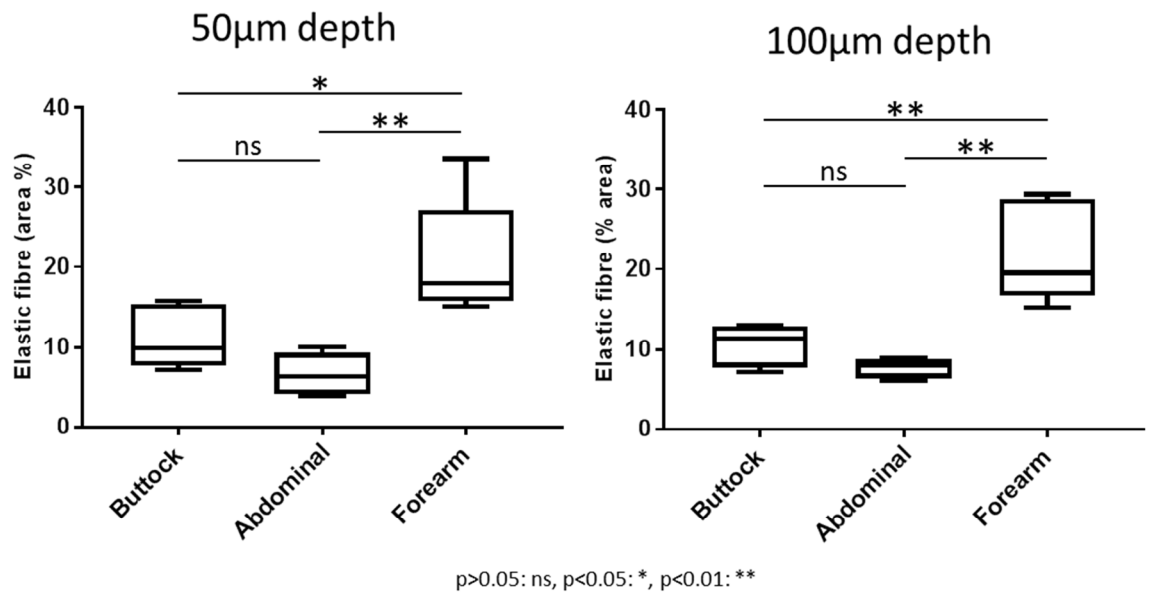 50µm depth
*
**
ns
40
30
20
10
0
Elastic fibre (area %)
Buttock
Abdominal
Forearm
100µm depth
**
**
ns
40
30
20
10
0
Elastic fibre (% area)
Buttock
Abdominal
Forearm
p>0.05: ns, p<0.05: *, p<0.01: **